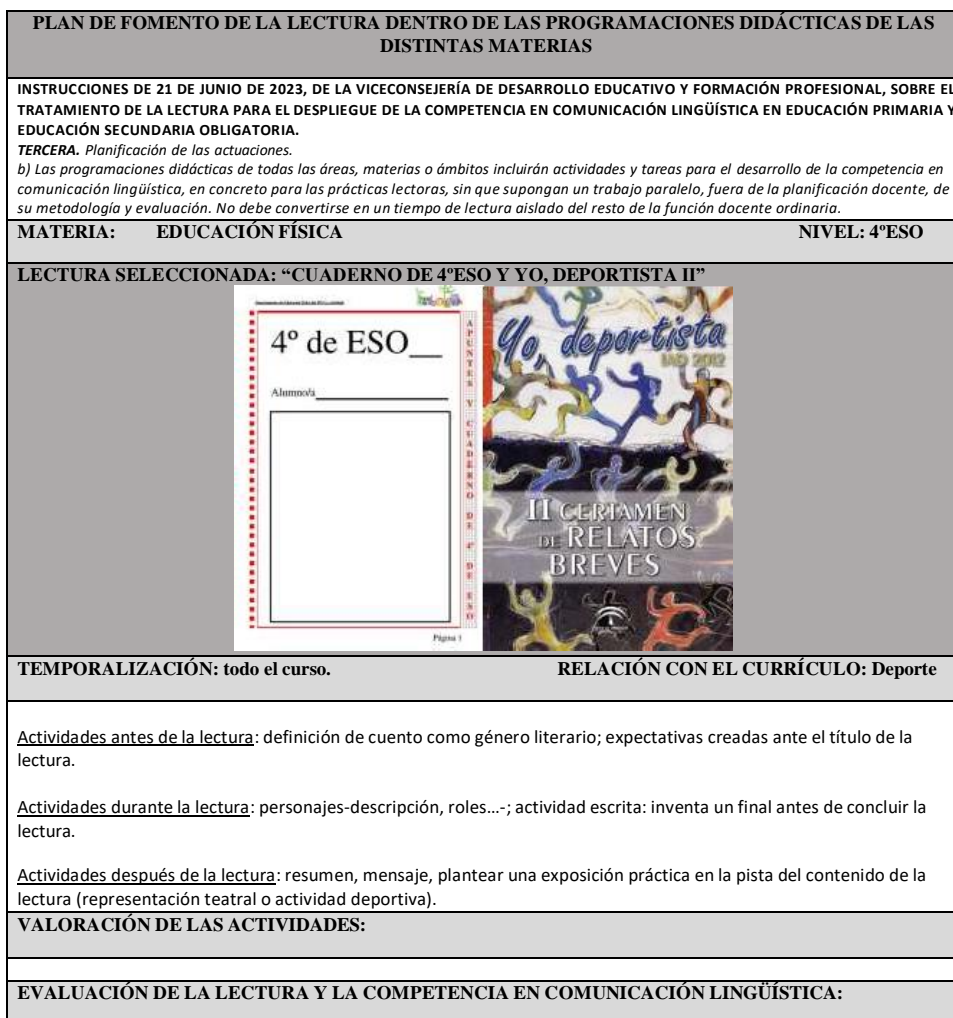 PLAN DE FOMENTO DE LA LECTURA DENTRO DE LAS PROGRAMACIONES DIDÁCTICAS DE LAS
DISTINTAS MATERIAS
INSTRUCCIONES DE 21 DE JUNIO DE 2023, DE LA VICECONSEJERÍA DE DESARROLLO EDUCATIVO Y FORMACIÓN PROFESIONAL, SOBRE EL
TRATAMIENTO DE LA LECTURA PARA EL DESPLIEGUE DE LA COMPETENCIA EN COMUNICACIÓN LINGÜÍSTICA EN EDUCACIÓN PRIMARIA Y
EDUCACIÓN SECUNDARIA OBLIGATORIA.
TERCERA. Planificación de las actuaciones.
b) Las programaciones didácticas de todas las áreas, materias o ámbitos incluirán actividades y tareas para el desarrollo de la competencia en
comunicación lingüística, en concreto para las prácticas lectoras, sin que supongan un trabajo paralelo, fuera de la planificación docente, de
su metodología y evaluación. No debe convertirse en un tiempo de lectura aislado del resto de la función docente ordinaria.
MATERIA: EDUCACIÓN FÍSICA NIVEL: 4ºESO
LECTURA SELECCIONADA: “CUADERNO DE 4ºESO Y YO, DEPORTISTA II”
4º de ESO__
Alumno/a
APUNTES Y CUADERNO DE 4º DE ESO
Página 1
Yo, deportista
IAD 2012
II CERTAMEN
DE RELATOS
BREVES
TEMPORALIZACIÓN: todo el curso. RELACIÓN CON EL CURRÍCULO: Deporte
Actividades antes de la lectura: definición de cuento como género literario; expectativas creadas ante el título de la
lectura.
Actividades durante la lectura: personajes-descripción, roles…-; actividad escrita: inventa un final antes de concluir la
lectura.
Actividades después de la lectura: resumen, mensaje, plantear una exposición práctica en la pista del contenido de la
lectura (representación teatral o actividad deportiva).
VALORACIÓN DE LAS ACTIVIDADES:
EVALUACIÓN DE LA LECTURA Y LA COMPETENCIA EN COMUNICACIÓN LINGÜÍSTICA: